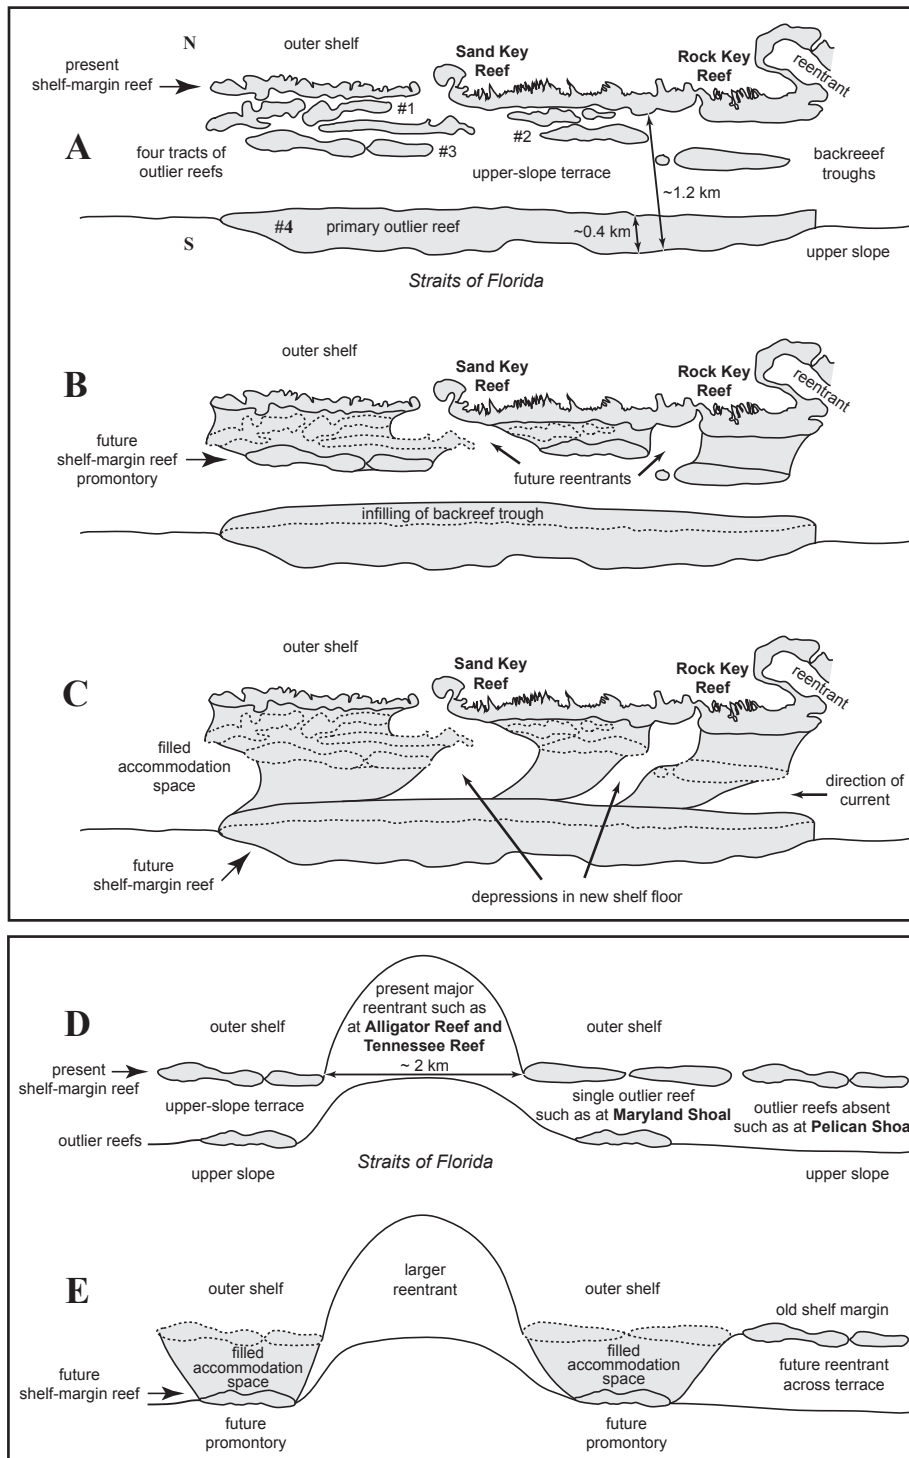 N
outer shelf
Sand Key
Reef
Rock Key
Reef
reentrant
present
shelf-margin reef
#1
A
#2
#3
four tracts of
outlier reefs
upper-slope terrace
backreeef
troughs
~1.2 km
#4
primary outlier reef
~0.4 km
S
upper slope
Straits of Florida
outer shelf
B
Sand Key
Reef
Rock Key
Reef
reentrant
future
shelf-margin reef
promontory
future reentrants
infilling of backreef trough
outer shelf
C
Sand Key
Reef
Rock Key
Reef
reentrant
filled
accommodation
space
direction of
current
future
shelf-margin reef
depressions in new shelf floor
D
outer shelf
present major
reentrant such as
at Alligator Reef and
Tennessee Reef
~ 2 km
outer shelf
present
shelf-margin reef
upper-slope terrace
single outlier reef
such as at Maryland Shoal
outlier reefs absent
such as at Pelican Shoa
outlier reefs
Straits of Florida
upper slope
upper slope
E
outer shelf
larger
reentrant
outer shelf
old shelf margin
filled
accommodation
space
filled
accommodation
space
future reentrant
across terrace
future
shelf-margin reef
future
promontory
future
promontory